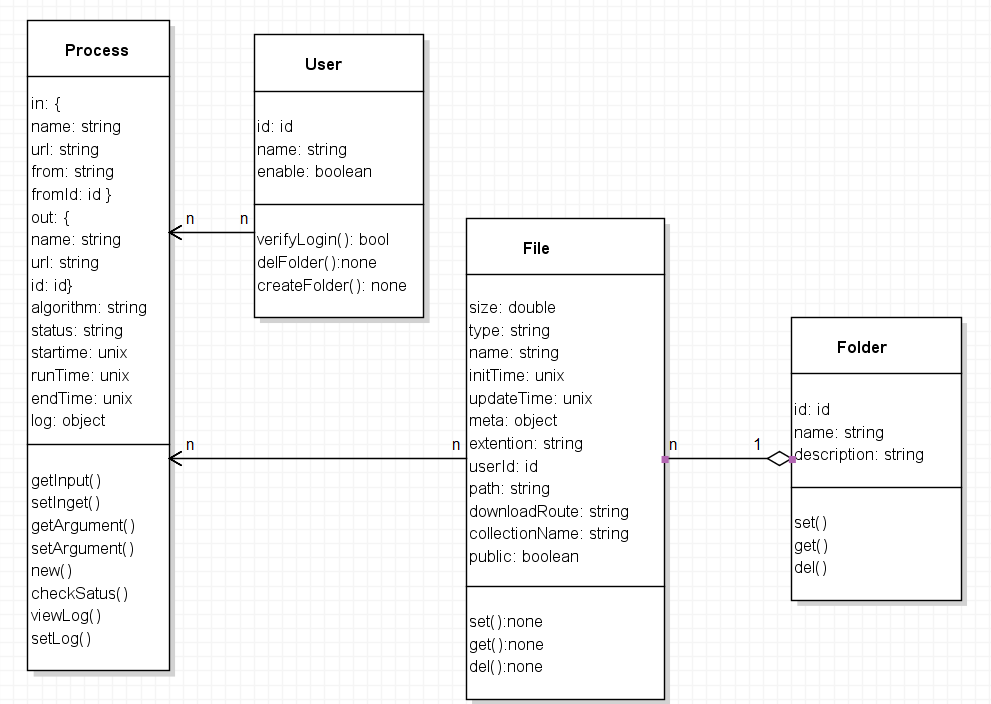 Process
in: {
name: string
url: string
from: string
fromId: id }
out: {
name: string
url: string
id: id}
algorithm: string
status: string
startime: unix
runTime: unix
endTime: unix
log: object
getInput()
setInget()
getArgument()
setArgument()
new()
checkSatus()
viewLog()
setLog()
n
n
User
id: id
name: string
enable: boolean
verifyLogin(): bool
delFolder():none
createFolder(): none
n
n
File
size: double
type: string
name: string
initTime: unix
updateTime: unix
meta: object
extention: string
userId: id
path: string
downloadRoute: string
collectionName: string
public: boolean
set():none
get():none
del():none
n
1
Folder
id: id
name: string
description: string
set()
get()
del()